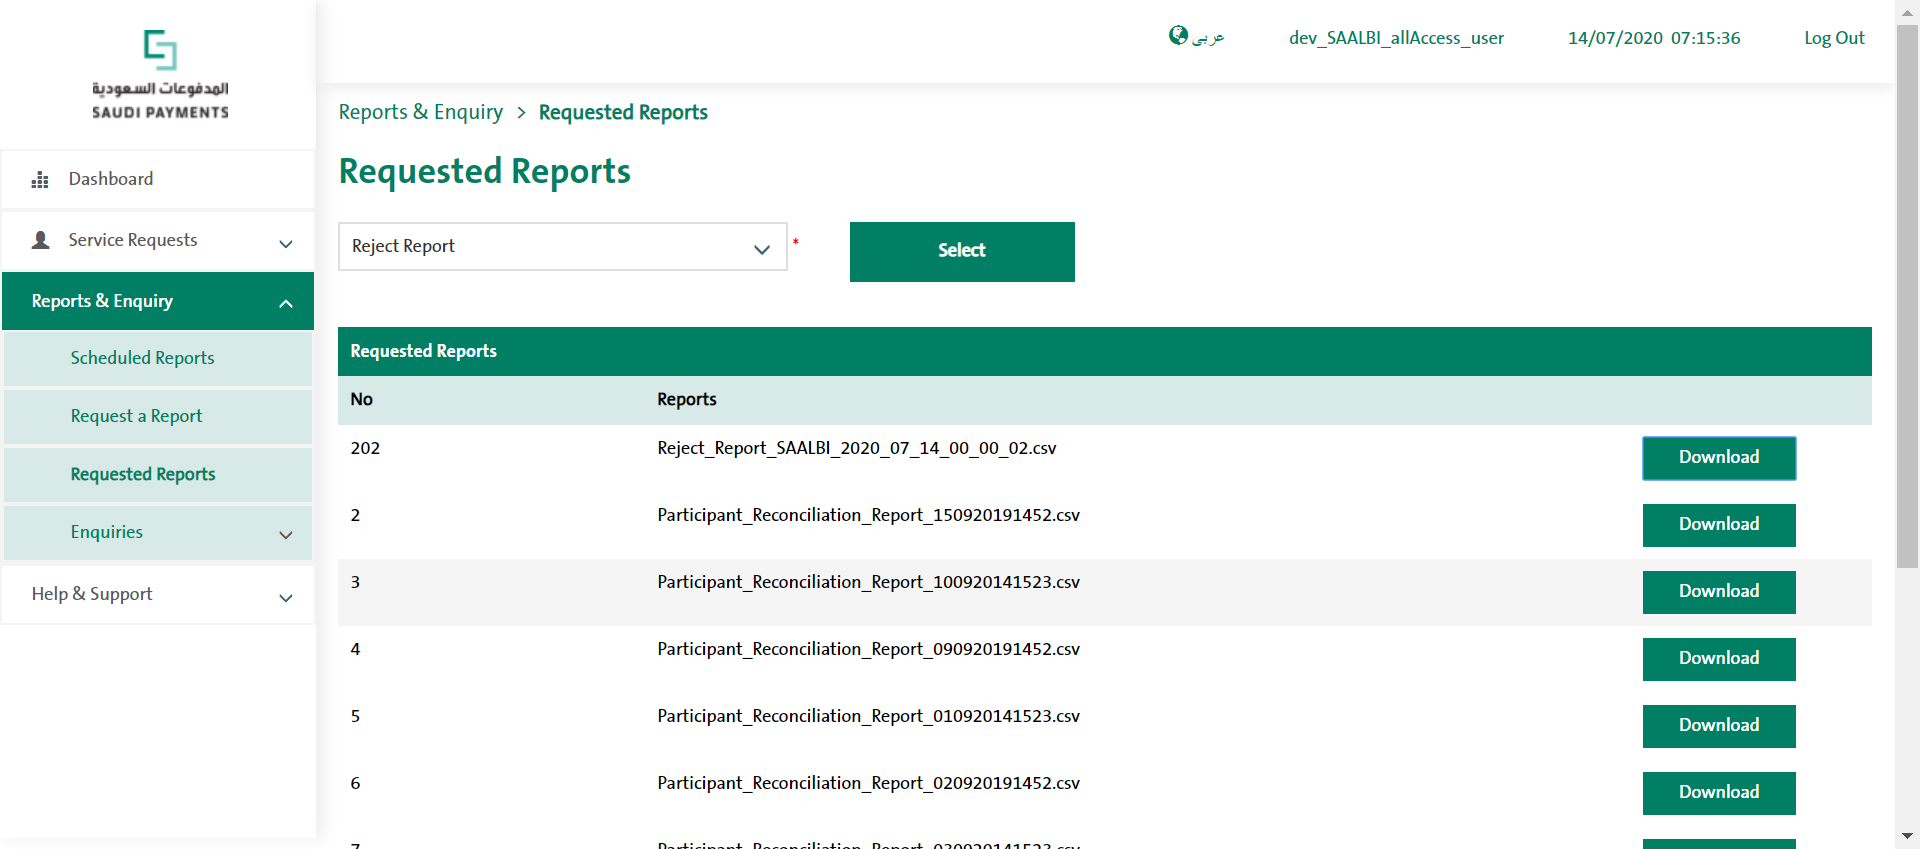 المدفوعات السعودية
SAUDI PAYMENTS
عربى
dev_SAALBI_allAccess_user
14/07/2020 07:15:36
Log Out
Dashboard
Service Requests
Reports & Enquiry
Scheduled Reports
Request a Report
Requested Reports
Enquiries
Help & Support
Reports & Enquiry > Requested Reports
Requested Reports
Reject Report *
Select
Requested Reports
No Reports
202 Reject_Report_SAALBI_2020_07_14_00_00_02.csv Download
2 Participant_Reconciliation_Report_150920191452.csv Download
3 Participant_Reconciliation_Report_100920141523.csv Download
4 Participant_Reconciliation_Report_090920191452.csv Download
5 Participant_Reconciliation_Report_010920141523.csv Download
6 Participant_Reconciliation_Report_020920191452.csv Download
7 Participant_Reconciliation_Report_030920141523.csv